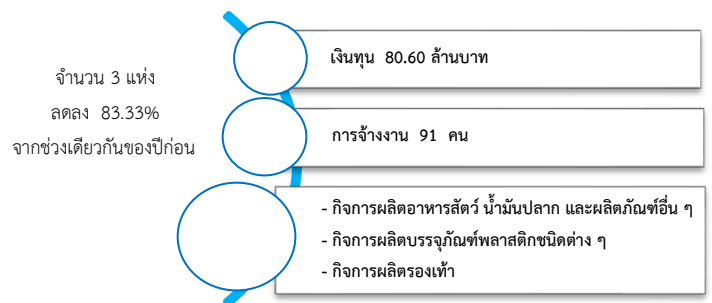 จำนวน 3 แห่ง
ลดลง 83.33%
จากช่วงเดียวกันของปีก่อน
เงินทุน 80.60 ล้านบาท
การจ้างงาน 91 คน
- กิจการผลิตอาหารสัตว์ น้ำมันปลาก และผลิตภัณฑ์อื่น ๆ
- กิจการผลิตบรรจุภัณฑ์พลาสติกชนิดต่าง ๆ
- กิจการผลิตรองเท้า